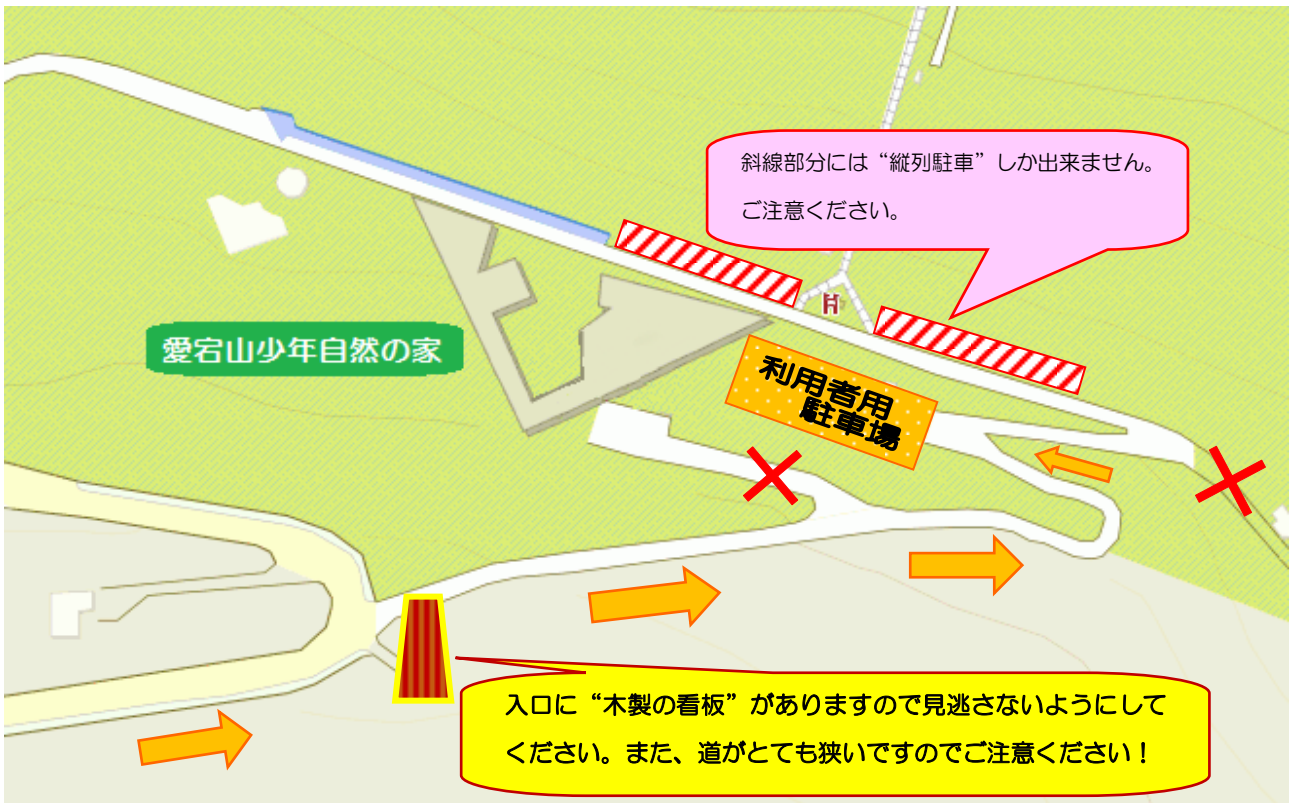 斜線部分には“縦列駐車”しか出来ません。
ご注意ください。
愛宕山少年自然の家
利用者用
駐車場
入口に“木製の看板”がありますので見逃さないようにして
ください。また、道がとても狭いですのでご注意ください！